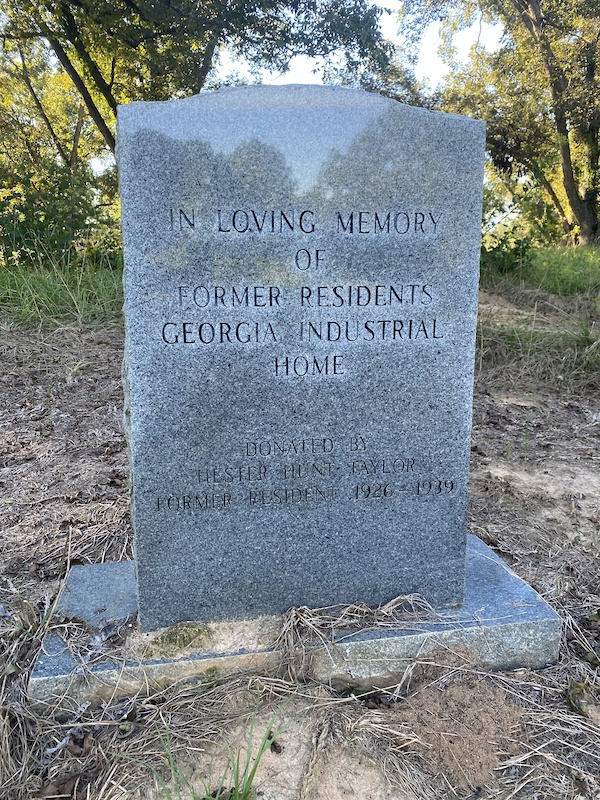 IN LOVING MEMORY
OF
FORMER RESIDENTS
GEORGIA INDUSTRIAL
HOME
DONATED BY
HESTER HUNT TAYLOR
FORMER RESIDENT 1926-1939